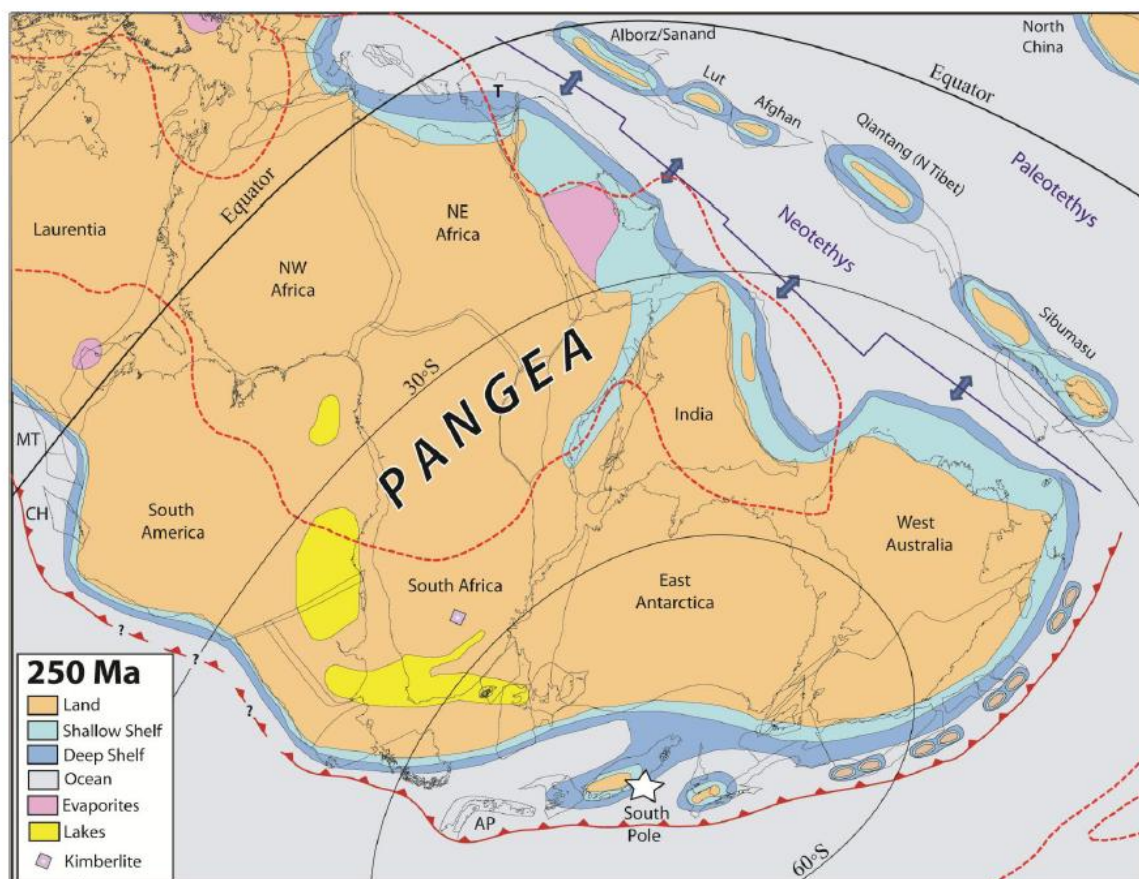 Alborz/Sanand
North
China
Lut
Afghan
Equator
Qiantang (N Tibet)
Paleotethys
T
Equator
Neotethys
Laurentia
NE
Africa
NW
Africa
Sibumasu
30°S
PANGEA
India
MT
CH
South
America
West
Australia
South Africa
East
Antarctica
?
?
?
250 Ma
Land
Shallow Shelf
Deep Shelf
Ocean
Evaporites
Lakes
Kimberlite
AP
South
Pole
60°S